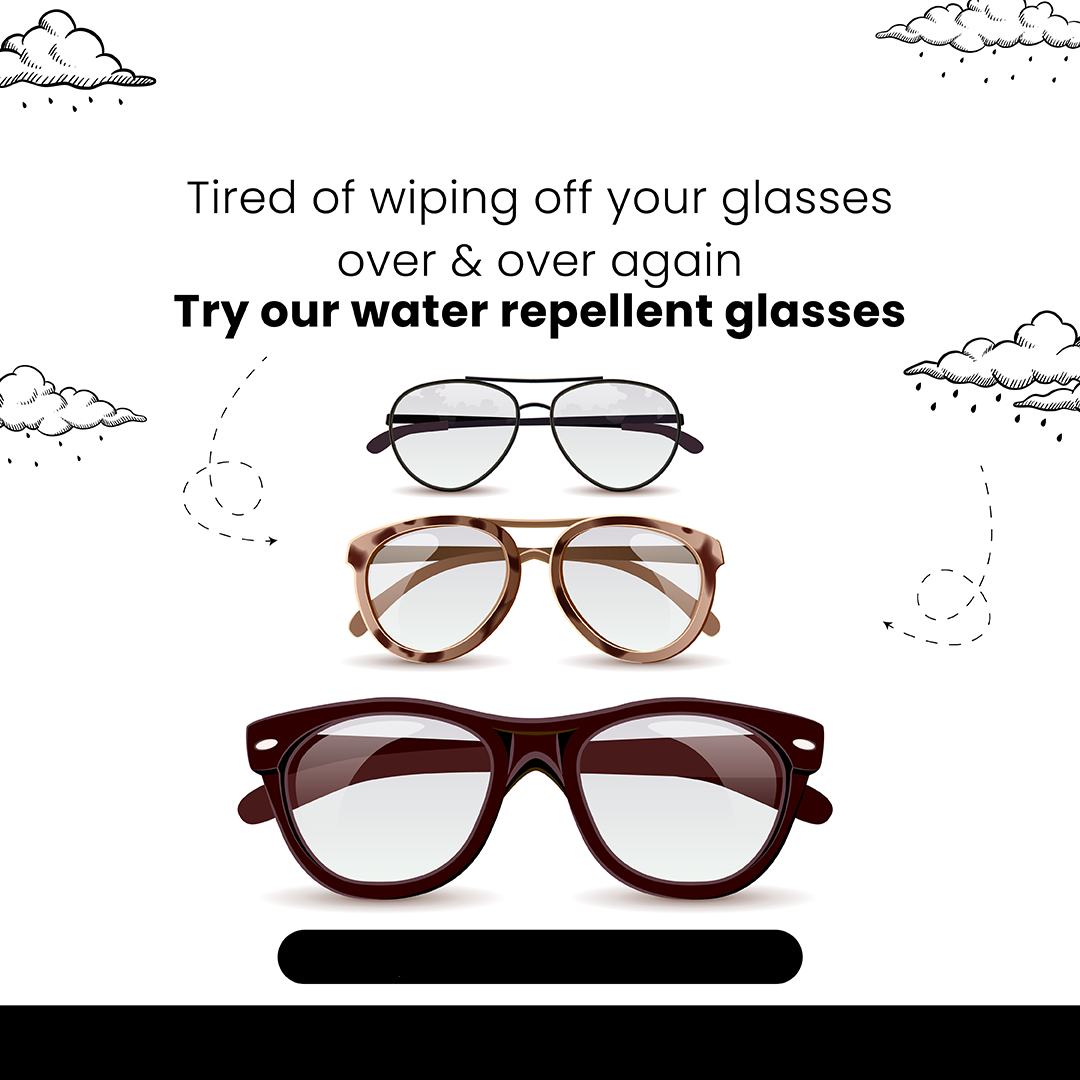 Tired of wiping off your glasses
over & over again
Try our water repellent glasses